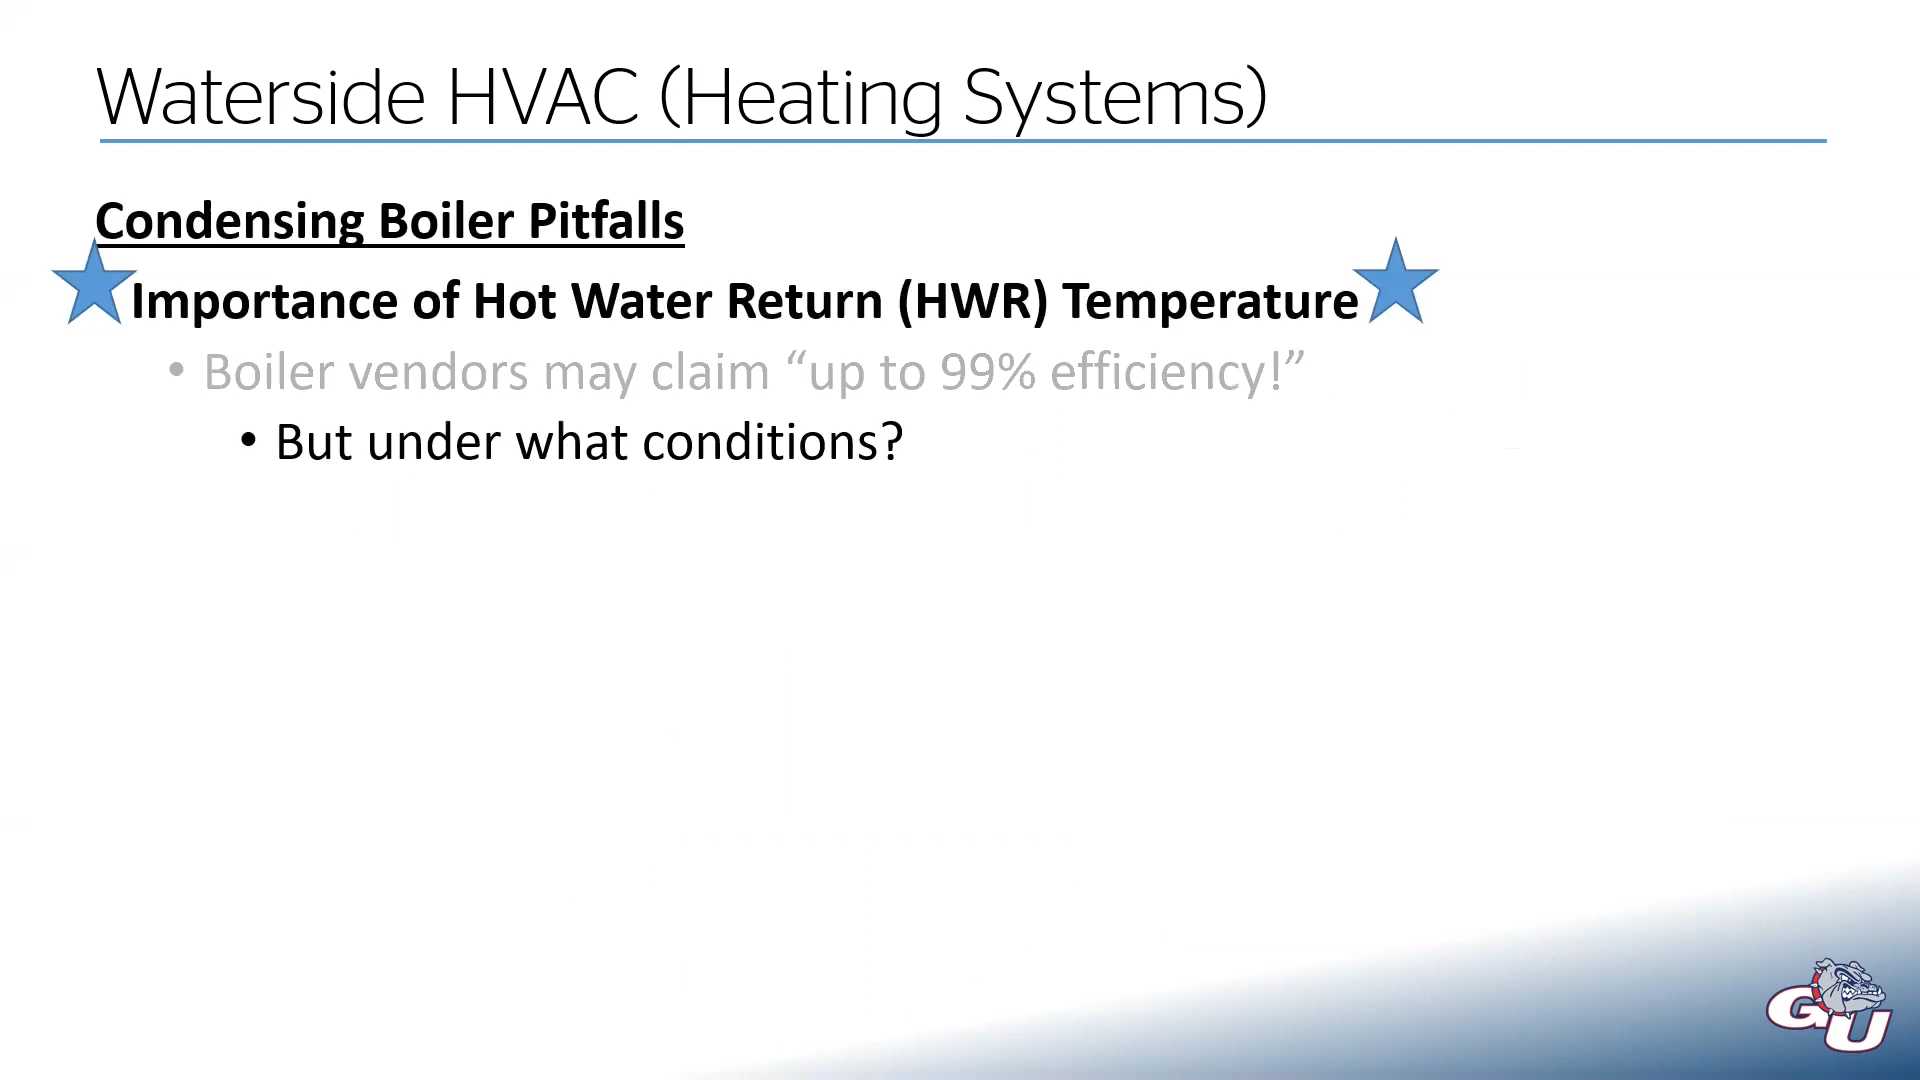 Waterside HVAC (Heating Systems)
Condensing Boiler Pitfalls
Importance of Hot Water Return (HWR) Temperature
• Boiler vendors may claim “up to 99% efficiency!”
• But under what conditions?
GU